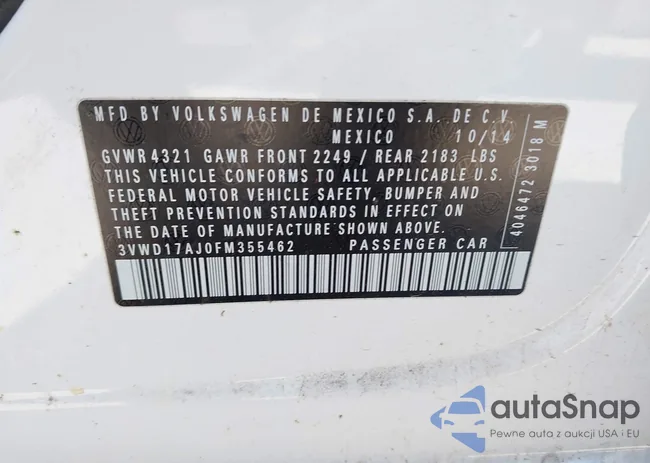 MFD BY VOLKSWAGEN DE MEXICO S.A. DE C.V.
MEXICO 10/14
GVWR 4321 GAWR FRONT 2249 / REAR 2183 LBS
THIS VEHICLE CONFORMS TO ALL APPLICABLE U.S.
FEDERAL MOTOR VEHICLE SAFETY, BUMPER AND
THEFT PREVENTION STANDARDS IN EFFECT ON
THE DATE OF MANUFACTURE SHOWN ABOVE.
3VWD17AJ0FM355462 PASSENGER CAR
4046472 3018 M
autaSnap
Pewne auta z aukcji USA i EU